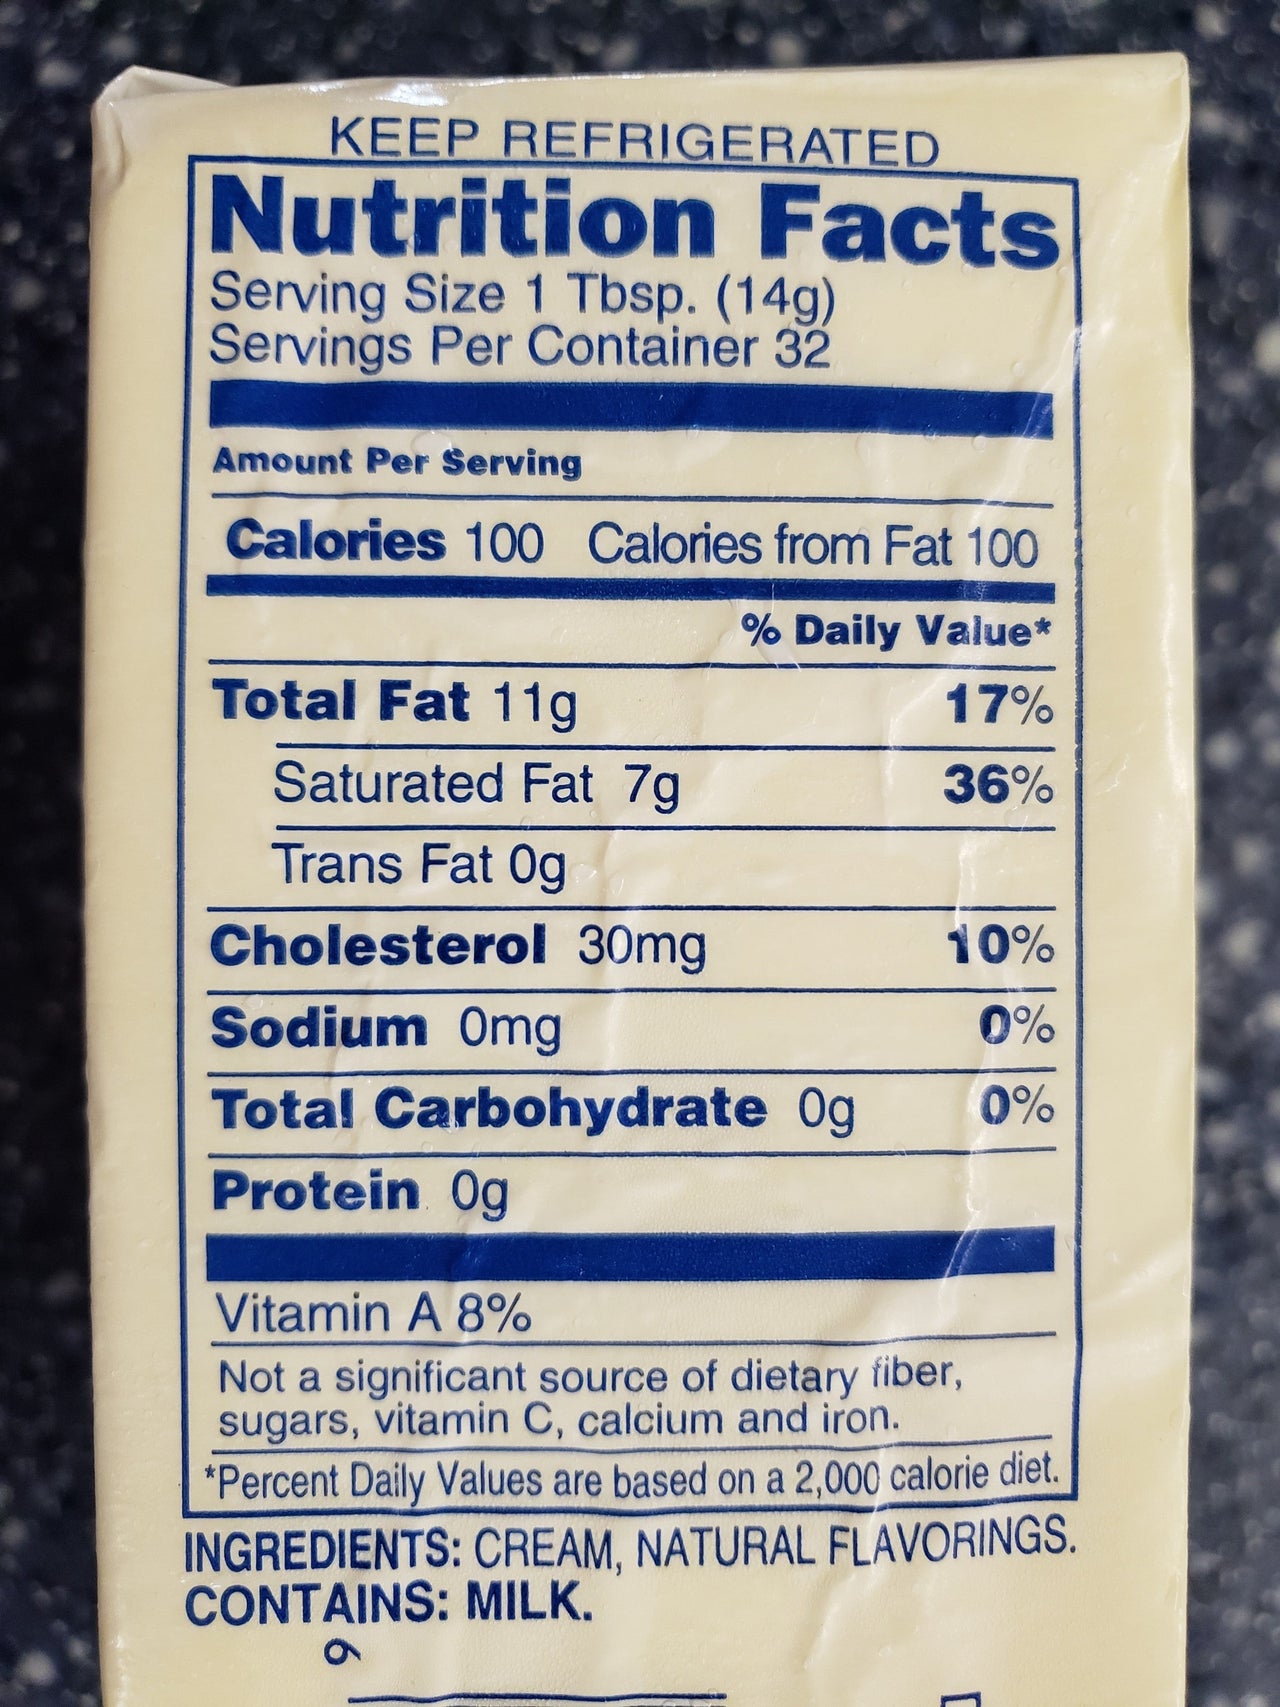 KEEP REFRIGERATED
Nutrition Facts
Serving Size 1 Tbsp. (14g)
Servings Per Container 32
Amount Per Serving
Calories 100 Calories from Fat 100
% Daily Value*
Total Fat 11g 17%
Saturated Fat 7g 36%
Trans Fat 0g
Cholesterol 30mg 10%
Sodium 0mg 0%
Total Carbohydrate 0g 0%
Protein 0g
Vitamin A 8%
Not a significant source of dietary fiber,
sugars, vitamin C, calcium and iron.
*Percent Daily Values are based on a 2,000 calorie diet.
INGREDIENTS: CREAM, NATURAL FLAVORINGS.
CONTAINS: MILK.